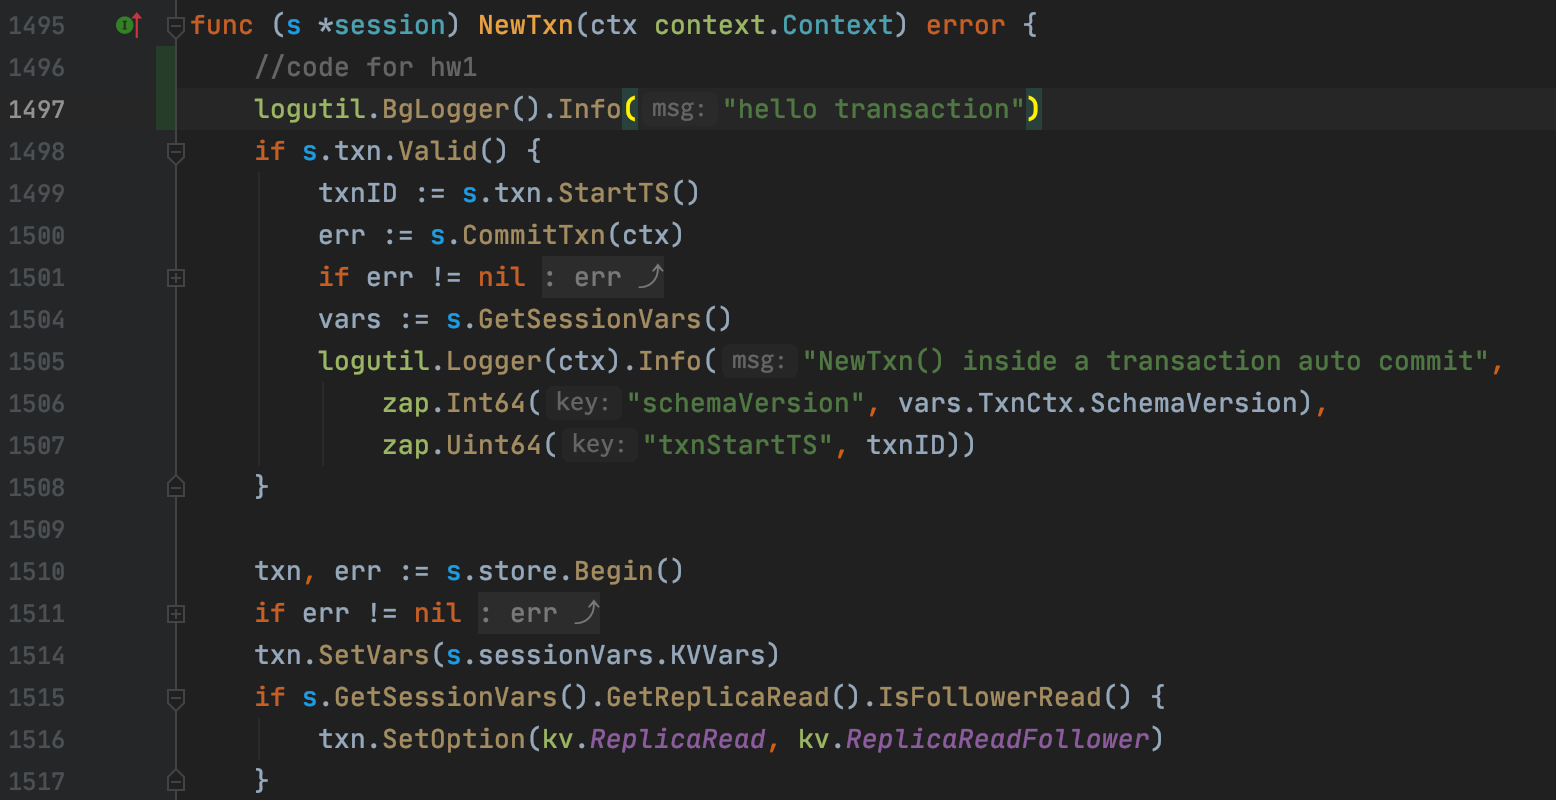 1495 func (s *session) NewTxn(ctx context.Context) error {
1496 //code for hw1
1497 logutil.BgLogger().Info( msg: "hello transaction")
1498 if s.txn.Valid() {
1499 txnID := s.txn.StartTS()
1500 err := s.CommitTxn(ctx)
1501 if err != nil : err ⤴
1504 vars := s.GetSessionVars()
1505 logutil.Logger(ctx).Info( msg: "NewTxn() inside a transaction auto commit",
1506 zap.Int64( key: "schemaVersion", vars.TxnCtx.SchemaVersion),
1507 zap.Uint64( key: "txnStartTS", txnID))
1508 }
1509
1510 txn, err := s.store.Begin()
1511 if err != nil : err ⤴
1514 txn.SetVars(s.sessionVars.KVVars)
1515 if s.GetSessionVars().GetReplicaRead().IsFollowerRead() {
1516 txn.SetOption(kv.ReplicaRead, kv.ReplicaReadFollower)
1517 }